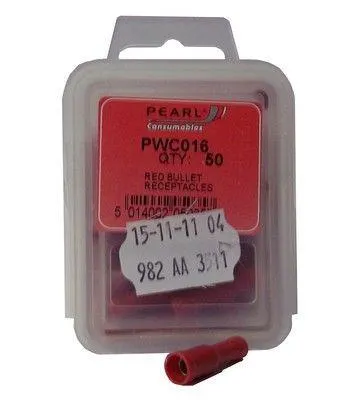 PEARL
Consumables
PWC016
QTY: 50
RED BULLET
RECEPTACLES
15-11-11 04
982 AA 3511